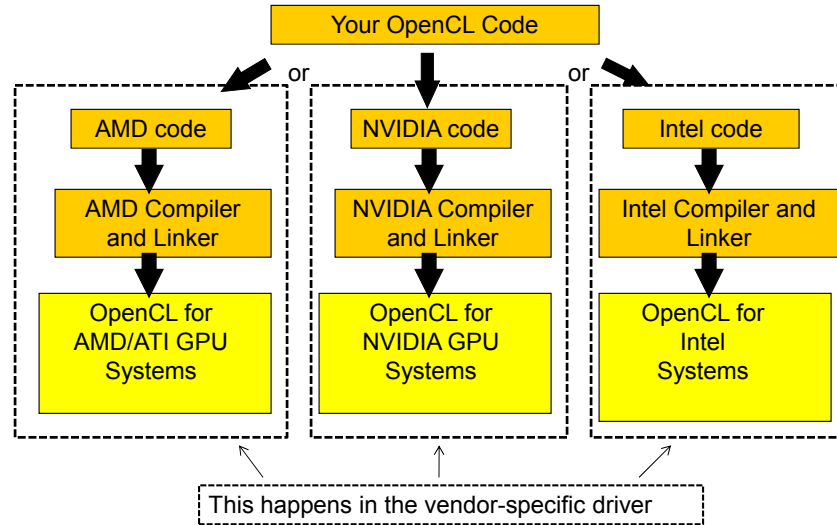 Your OpenCL Code
or
or
AMD code
AMD Compiler
and Linker
OpenCL for
AMD/ATI GPU
Systems
NVIDIA code
NVIDIA Compiler
and Linker
OpenCL for
NVIDIA GPU
Systems
Intel code
Intel Compiler and
Linker
OpenCL for
Intel
Systems
This happens in the vendor-specific driver